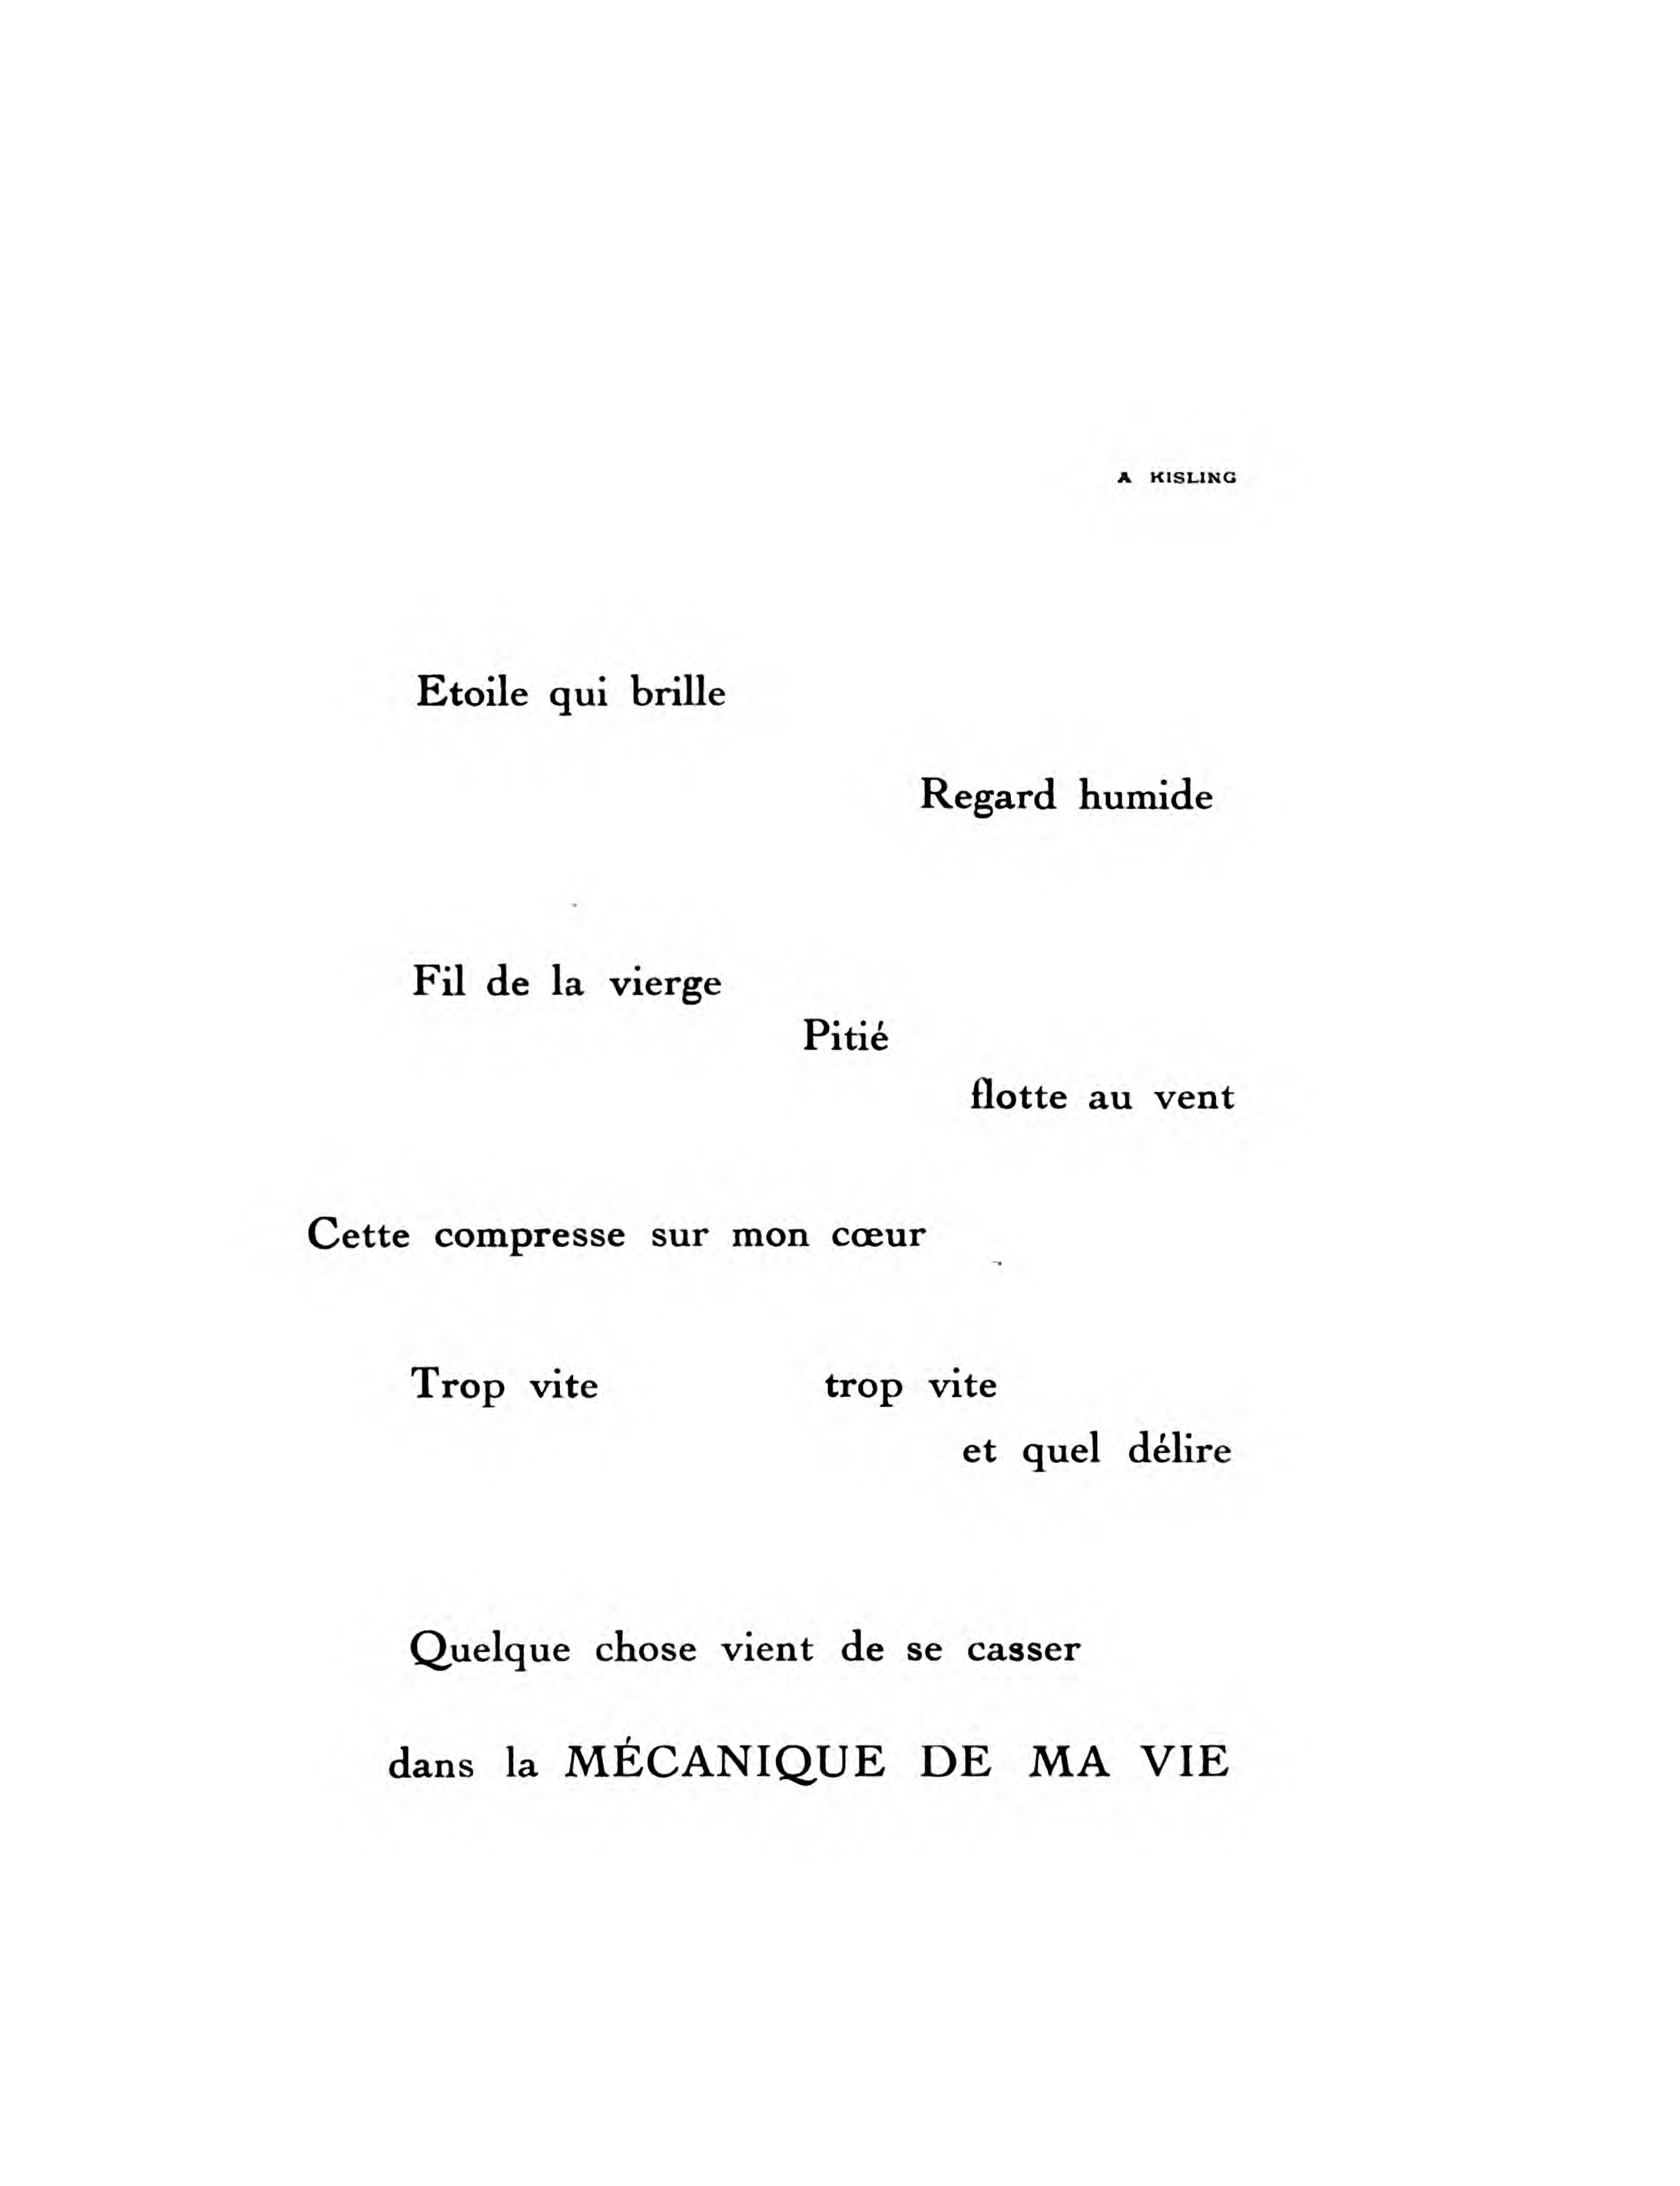 A KISLING
Etoile qui brille
Regard humide
Fil de la vierge
Pitié
flotte au vent
Cette compresse sur mon cœur
Trop vite trop vite
et quel délire
Quelque chose vient de se casser
dans la MÉCANIQUE DE MA VIE